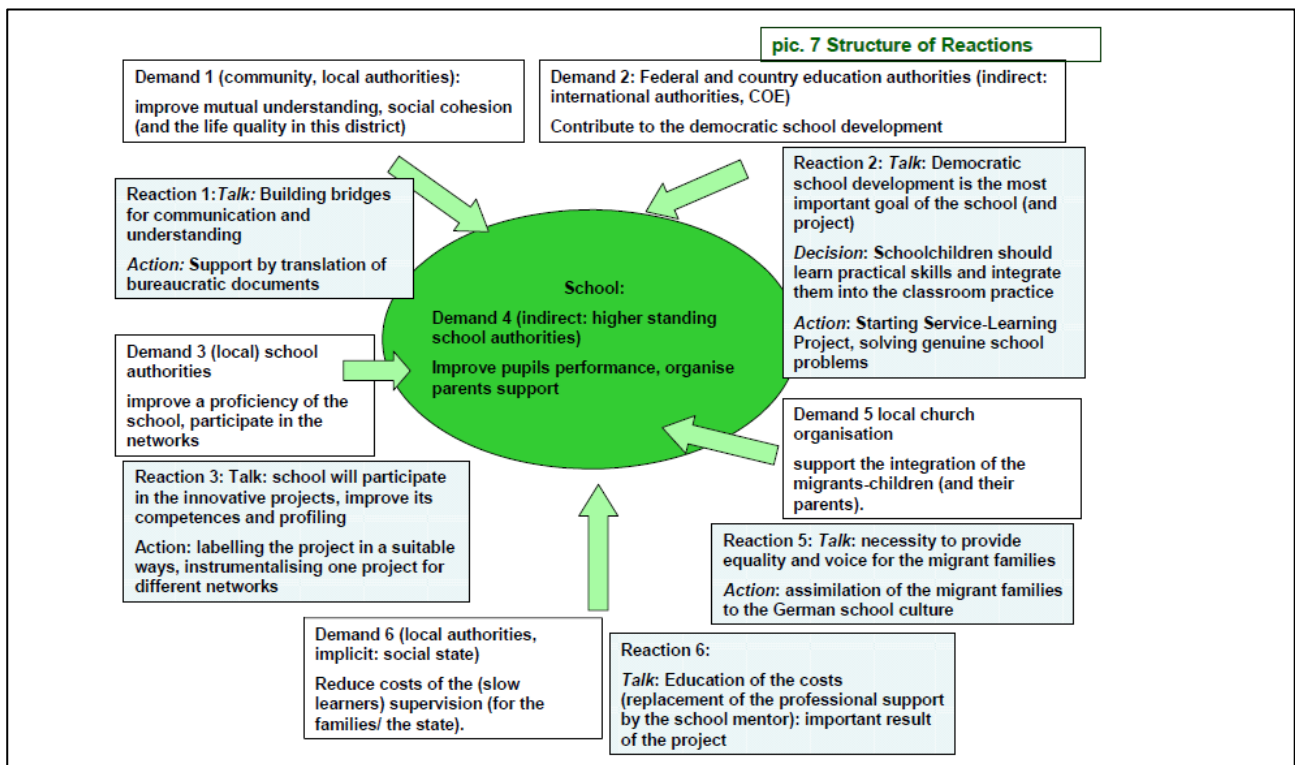 pic. 7 Structure of Reactions
Demand 1 (community, local authorities):
improve mutual understanding, social cohesion
(and the life quality in this district)
Demand 2: Federal and country education authorities (indirect:
international authorities, COE)
Contribute to the democratic school development
Reaction 1:Talk: Building bridges
for communication and
understanding
Action: Support by translation of
bureaucratic documents
Reaction 2: Talk: Democratic
school development is the most
important goal of the school (and
project)
Decision: Schoolchildren should
learn practical skills and integrate
them into the classroom practice
Action: Starting Service-Learning
Project, solving genuine school
problems
School:
Demand 4 (indirect: higher standing
school authorities)
Improve pupils performance, organise
parents support
Demand 3 (local) school
authorities
improve a proficiency of the
school, participate in the
networks
Reaction 3: Talk: school will participate
in the innovative projects, improve its
competences and profiling
Action: labelling the project in a suitable
ways, instrumentalising one project for
different networks
Demand 5 local church
organisation
support the integration of the
migrants-children (and their
parents).
Reaction 5: Talk: necessity to provide
equality and voice for the migrant families
Action: assimilation of the migrant families
to the German school culture
Demand 6 (local authorities,
implicit: social state)
Reduce costs of the (slow
learners) supervision (for the
families/ the state).
Reaction 6:
Talk: Education of the costs
(replacement of the professional support
by the school mentor): important result
of the project